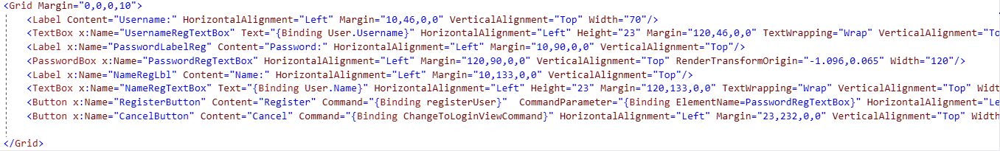 <Grid Margin="0,0,0,10">
<Label Content="Username:" HorizontalAlignment="Left" Margin="10,46,0,0" VerticalAlignment="Top" Width="70"/>
<TextBox x:Name="UsernameRegTextBox" Text="{Binding User.Username}" HorizontalAlignment="Left" Height="23" Margin="120,46,0,0" TextWrapping="Wrap" VerticalAlignment="To
<Label x:Name="PasswordLabelReg" Content="Password:" HorizontalAlignment="Left" Margin="10,90,0,0" VerticalAlignment="Top"/>
<PasswordBox x:Name="PasswordRegTextBox" HorizontalAlignment="Left" Margin="120,90,0,0" VerticalAlignment="Top" RenderTransformOrigin="-1.096,0.065" Width="120"/>
<Label x:Name="NameRegLbl" Content="Name:" HorizontalAlignment="Left" Margin="10,133,0,0" VerticalAlignment="Top"/>
<TextBox x:Name="NameRegTextBox" Text="{Binding User.Name}" HorizontalAlignment="Left" Height="23" Margin="120,133,0,0" TextWrapping="Wrap" VerticalAlignment="Top" Widt
<Button x:Name="RegisterButton" Content="Register" Command="{Binding registerUser}" CommandParameter="{Binding ElementName=PasswordRegTextBox}" HorizontalAlignment="Le
<Button x:Name="CancelButton" Content="Cancel" Command="{Binding ChangeToLoginViewCommand}" HorizontalAlignment="Left" Margin="23,232,0,0" VerticalAlignment="Top" Width
</Grid>